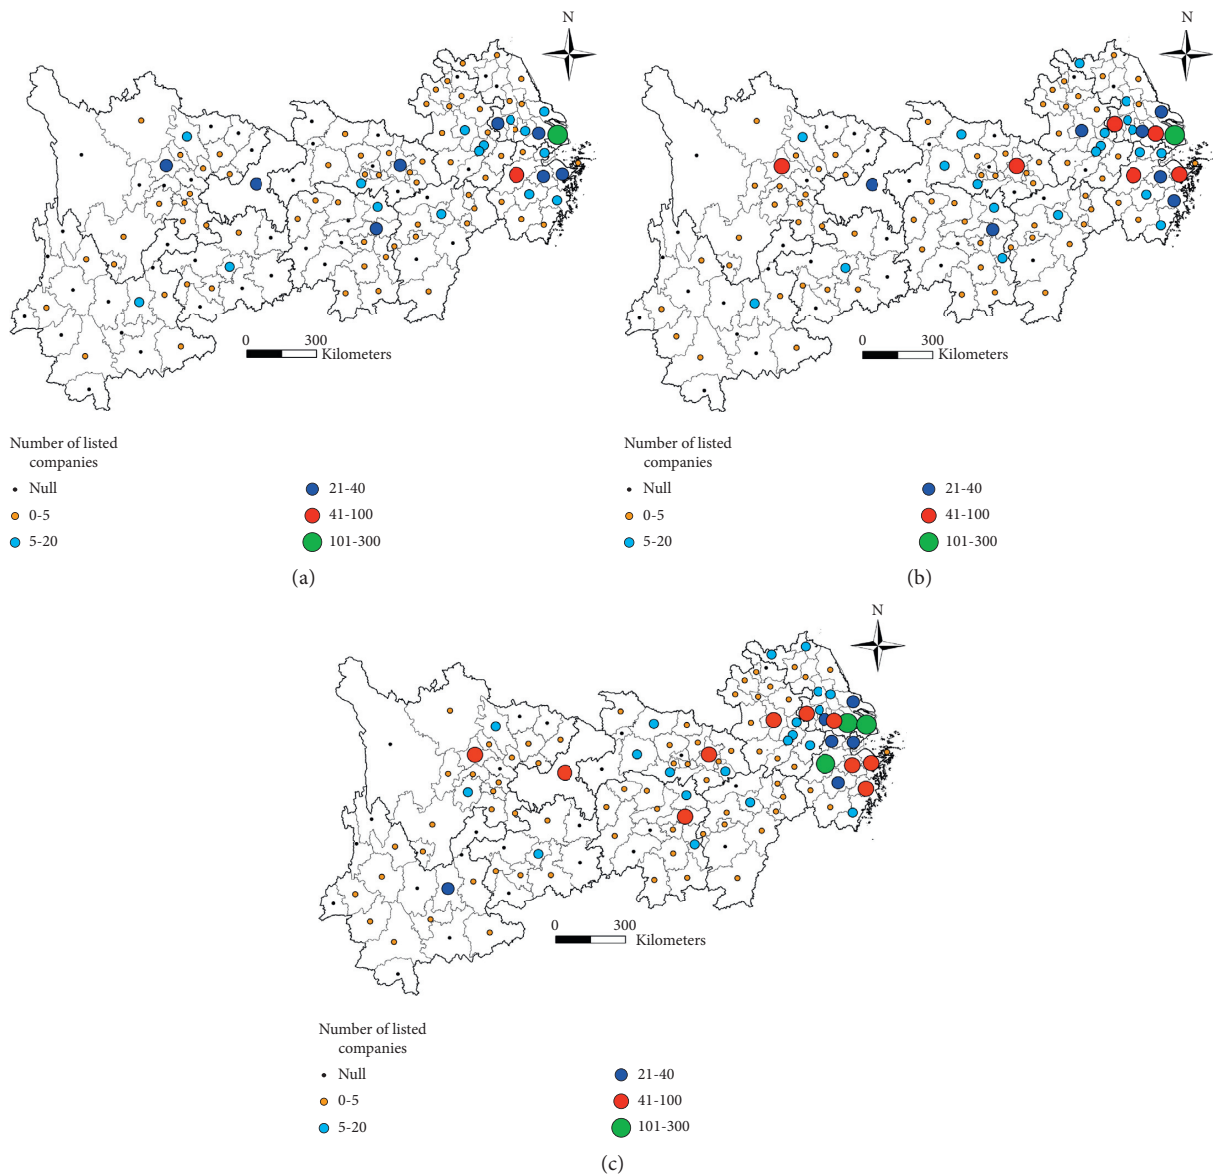 N
0 300
Kilometers
Number of listed
companies
Null
0-5
5-20
21-40
41-100
101-300
(a)
N
0 300
Kilometers
Number of listed
companies
Null
0-5
5-20
21-40
41-100
101-300
(b)
N
0 300
Kilometers
Number of listed
companies
Null
0-5
5-20
21-40
41-100
101-300
(c)